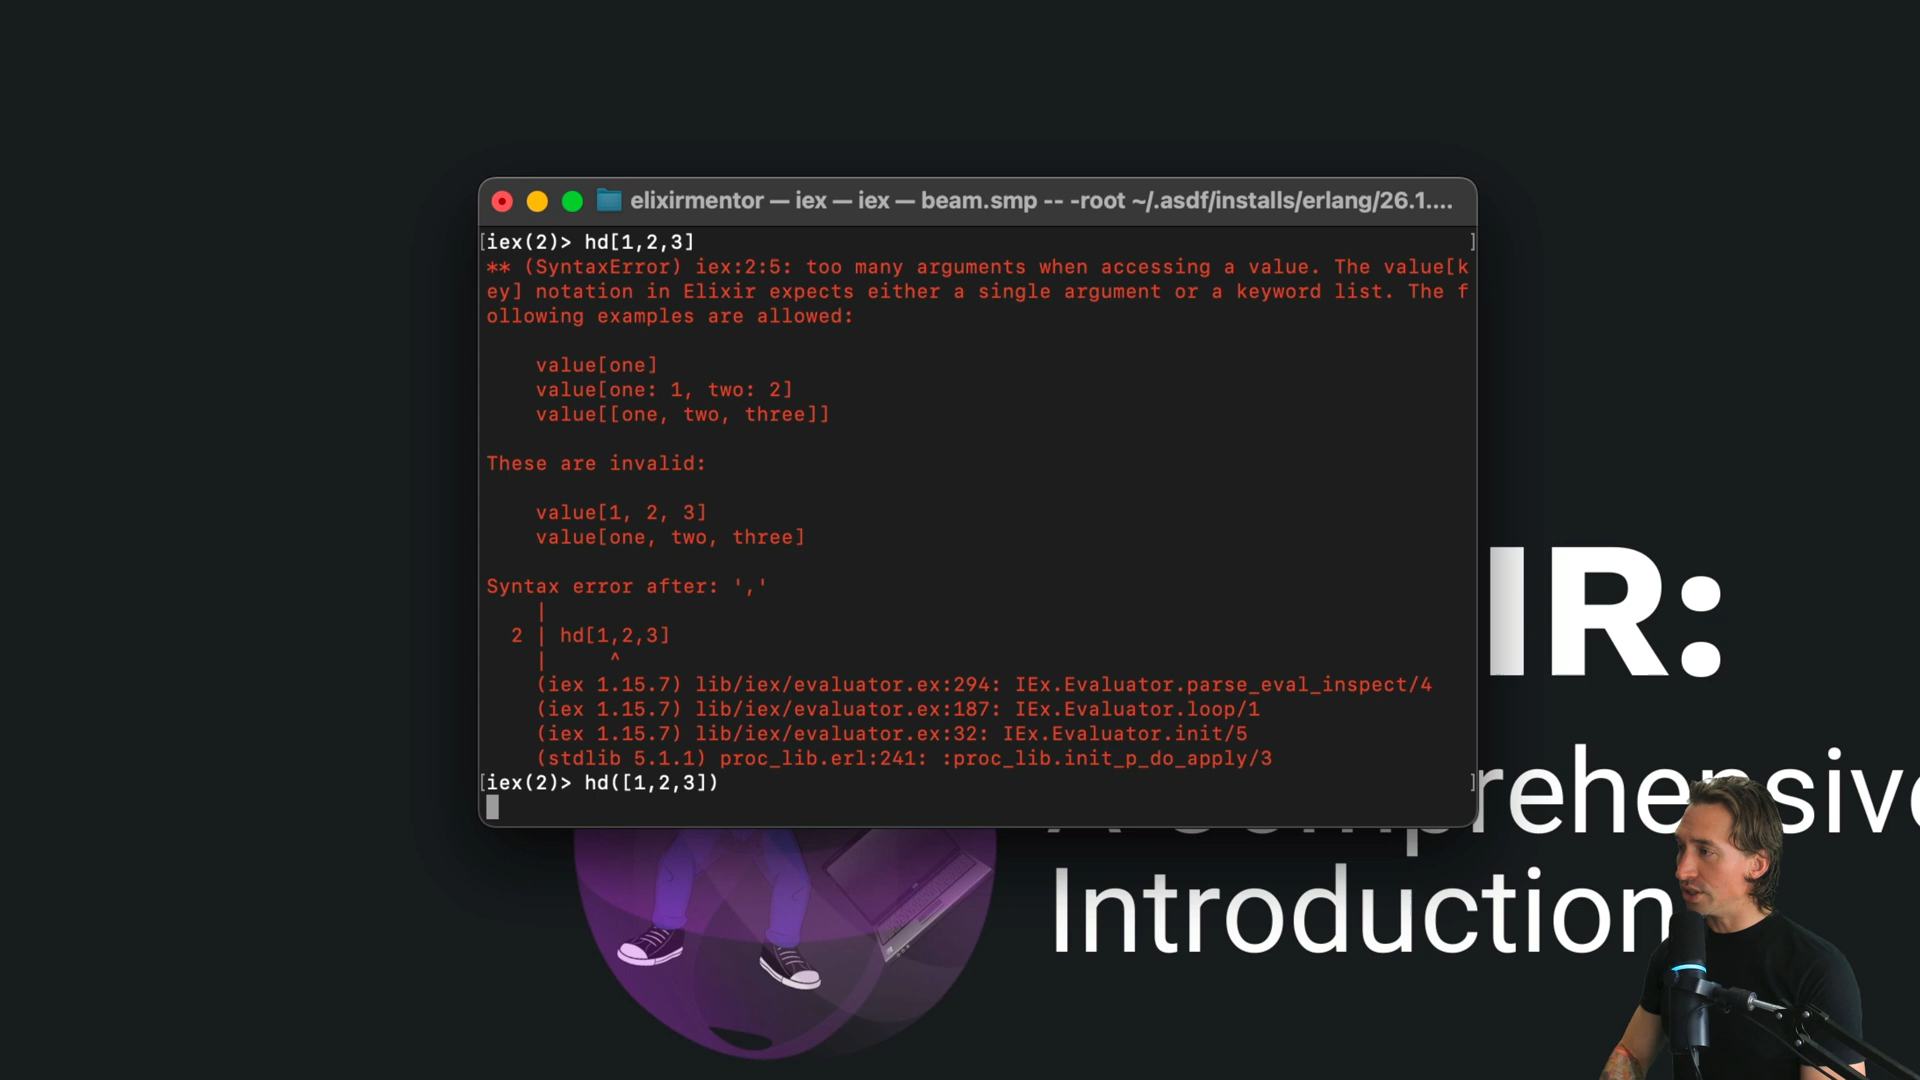 elixirmentor — iex — iex — beam.smp -- -root ~/.asdf/installs/erlang/26.1....
[iex(2)> hd[1,2,3] ]
** (SyntaxError) iex:2:5: too many arguments when accessing a value. The value[k
ey] notation in Elixir expects either a single argument or a keyword list. The f
ollowing examples are allowed:
value[one]
value[one: 1, two: 2]
value[[one, two, three]]
These are invalid:
value[1, 2, 3]
value[one, two, three]
Syntax error after: ','
|
2 | hd[1,2,3]
| ^
(iex 1.15.7) lib/iex/evaluator.ex:294: IEx.Evaluator.parse_eval_inspect/4
(iex 1.15.7) lib/iex/evaluator.ex:187: IEx.Evaluator.loop/1
(iex 1.15.7) lib/iex/evaluator.ex:32: IEx.Evaluator.init/5
(stdlib 5.1.1) proc_lib.erl:241: :proc_lib.init_p_do_apply/3
[iex(2)> hd([1,2,3]) ]
IR:
rehensive
Introduction